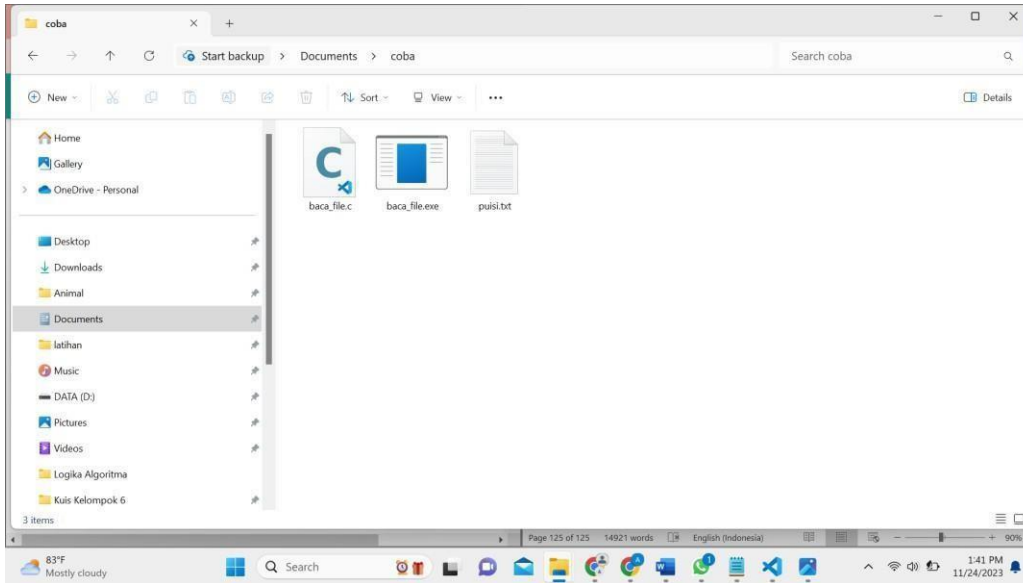 coba
Start backup > Documents > coba
Search coba
New
Sort
View
Details
Home
Gallery
OneDrive - Personal
Desktop
Downloads
Animal
Documents
latihan
Music
DATA (D:)
Pictures
Videos
Logika Algoritma
Kuis Kelompok 6
C
baca_file.c
baca_file.exe
puisi.txt
3 items
Page 125 of 125 14921 words English (Indonesia) 90%
83°F
Mostly cloudy
Search
1
1:41 PM
11/24/2023